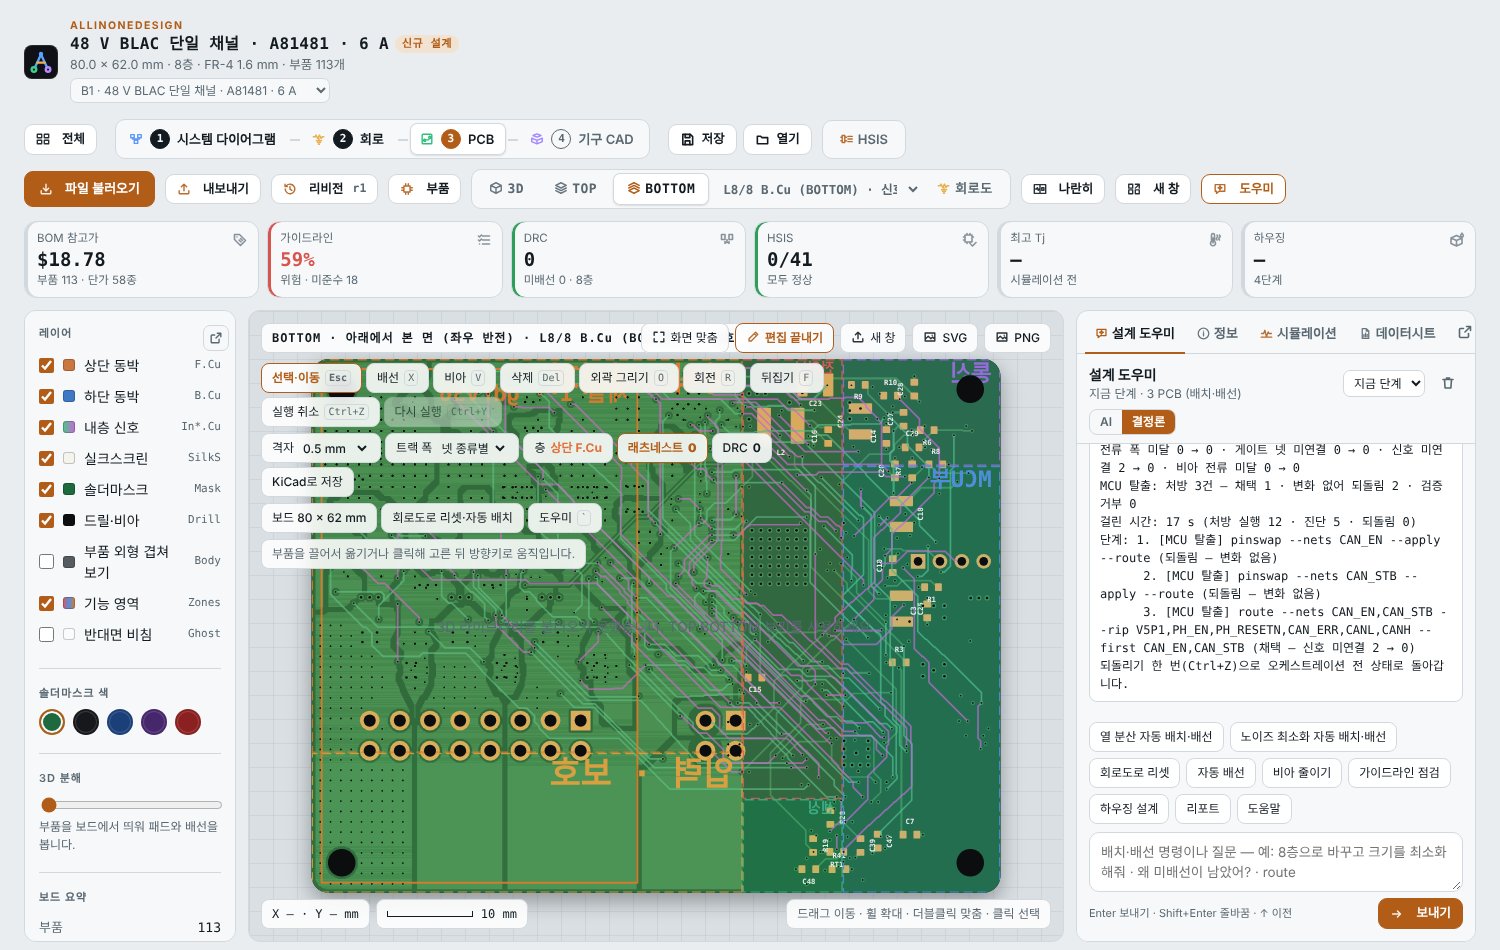 ALLINONEDESIGN
48 V BLAC 단일 채널 · A81481 · 6 A 신규 설계
80.0 × 62.0 mm · 8층 · FR-4 1.6 mm · 부품 113개
B1 · 48 V BLAC 단일 채널 · A81481 · 6 A
전체 1 시스템 다이어그램 2 회로 3 PCB 4 기구 CAD 저장 열기 HSIS
파일 불러오기 내보내기 리비전 r1 부품 3D TOP BOTTOM L8/8 B.Cu (BOTTOM) · 회로도 나란히 새 창 도우미
BOM 참고가
$18.78
부품 113 · 단가 58종
가이드라인
59%
위험 · 미준수 18
DRC
0
미배선 0 · 8층
HSIS
0/41
모두 정상
최고 Tj
—
시뮬레이션 전
하우징
—
4단계
레이어
상단 동박 F.Cu
하단 동박 B.Cu
내층 신호 In*.Cu
실크스크린 SilkS
솔더마스크 Mask
드릴·비아 Drill
부품 외형 겹쳐 보기 Body
기능 영역 Zones
반대면 비침 Ghost
솔더마스크 색
3D 분해
부품을 보드에서 띄워 패드와 배선을
봅니다.
보드 요약
부품 113
BOTTOM · 아래에서 본 면 (좌우 반전) · L8/8 B.Cu 화면 맞춤 편집 끝내기 새 창 SVG PNG
선택·이동 Esc 배선 X 비아 V 삭제 Del 외곽 그리기 O 회전 R 뒤집기 F
실행 취소 Ctrl+Z 다시 실행 Ctrl+Y
격자 0.5 mm 트랙 폭 넷 종류별 층 상단 F.Cu 래츠네스트 0 DRC 0
KiCad로 저장
보드 80 × 62 mm 회로도로 리셋·자동 배치 도우미 `
부품을 끌어서 옮기거나 클릭해 고른 뒤 방향키로 움직입니다.
통신
MCU부
입력 · 보호
R10
R9
C23
L2
C14
R6
R8
C18
C10
R1
R3
C15
C7
C48
X — · Y — mm
10 mm
드래그 이동 · 휠 확대 · 더블클릭 맞춤 · 클릭 선택
설계 도우미 정보 시뮬레이션 데이터시트
설계 도우미
지금 단계 · 3 PCB (배치·배선)
지금 단계
AI 결정론
전류 폭 미달 0 → 0 · 게이트 넷 미연결 0 → 0 · 신호 미연
결 2 → 0 · 비아 전류 미달 0 → 0
MCU 탈출: 처방 3건 — 채택 1 · 변화 없어 되돌림 2 · 검증
거부 0
걸린 시간: 17 s (처방 실행 12 · 진단 5 · 되돌림 0)
단계: 1. [MCU 탈출] pinswap --nets CAN_EN --apply
--route (되돌림 — 변화 없음)
2. [MCU 탈출] pinswap --nets CAN_STB --
apply --route (되돌림 — 변화 없음)
3. [MCU 탈출] route --nets CAN_EN,CAN_STB -
-rip V5P1,PH_EN,PH_RESETN,CAN_ERR,CANL,CANH --
first CAN_EN,CAN_STB (채택 — 신호 미연결 2 → 0)
되돌리기 한 번(Ctrl+Z)으로 오케스트레이션 전 상태로 돌아갑
니다.
열 분산 자동 배치·배선 노이즈 최소화 자동 배치·배선
회로도로 리셋 자동 배선 비아 줄이기 가이드라인 점검
하우징 설계 리포트 도움말
배치·배선 명령이나 질문 — 예: 8층으로 바꾸고 크기를 최소화
해줘 · 왜 미배선이 남았어? · route
Enter 보내기 · Shift+Enter 줄바꿈 · ↑ 이전
보내기